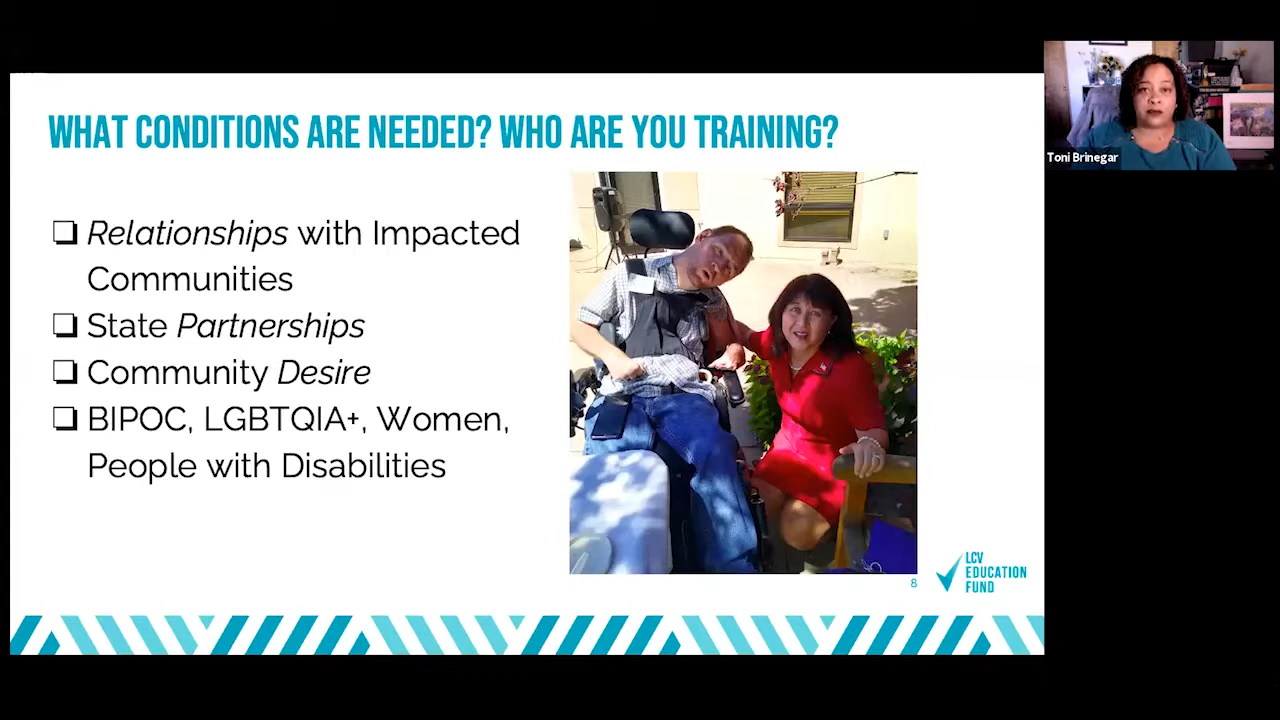 WHAT CONDITIONS ARE NEEDED? WHO ARE YOU TRAINING?
Relationships with Impacted
Communities
State Partnerships
Community Desire
BIPOC, LGBTQIA+, Women,
People with Disabilities
8
LCV
EDUCATION
FUND
Toni Brinegar